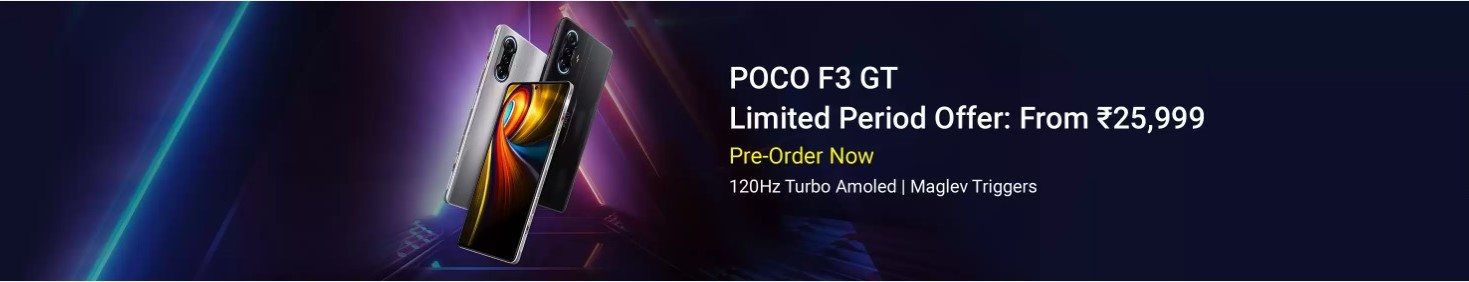 POCO F3 GT
Limited Period Offer: From ₹25,999
Pre-Order Now
120Hz Turbo Amoled | Maglev Triggers